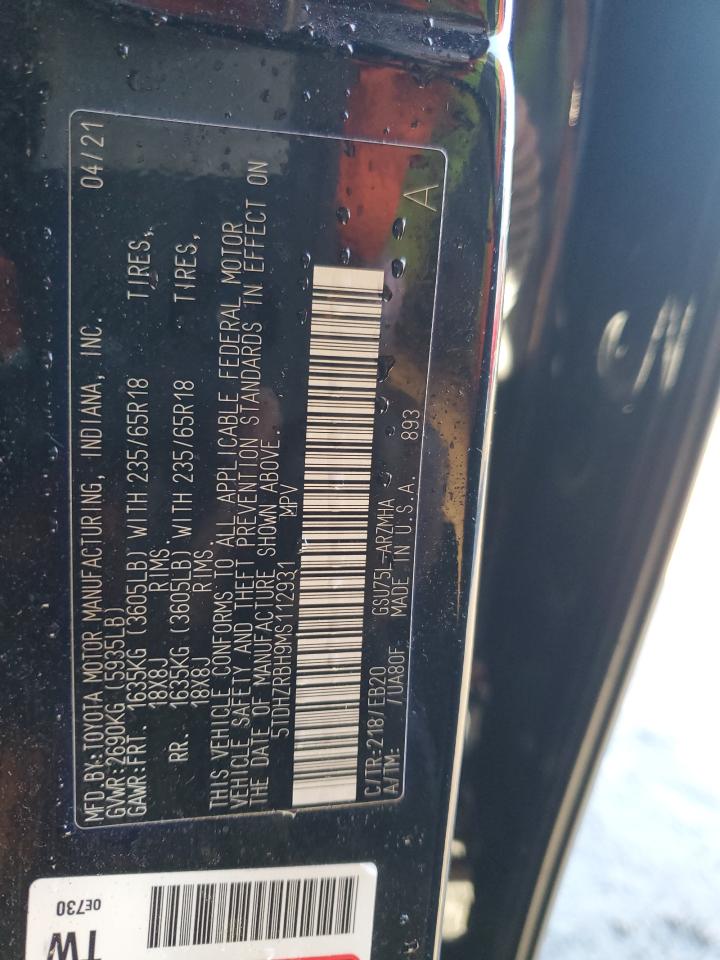 MFD.BY:TOYOTA MOTOR MANUFACTURING, INDIANA, INC. 04/21
GVWR:2690KG (5935LB)
GAWR:FRT. 1635KG (3605LB) WITH 235/65R18 TIRES,
18X8J RIMS.
RR. 1635KG (3605LB) WITH 235/65R18 TIRES,
18X8J RIMS.
THIS VEHICLE CONFORMS TO ALL APPLICABLE FEDERAL MOTOR
VEHICLE SAFETY AND THEFT PREVENTION STANDARDS IN EFFECT ON
THE DATE OF MANUFACTURE SHOWN ABOVE.
5TDHZRBH9MS112931 MPV
C/TR:218/EB20 GSU75L-ARZMHA 893 A
A/TM: /UA80F MADE IN U.S.A.
0E730
TW